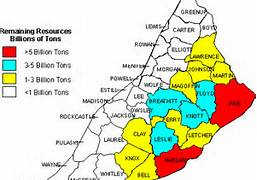 Remaining Resources
Billions of Tons
>5 Billion Tons
3-5 Billion Tons
1-3 Billion Tons
<1 Billion Tons
GREENUP
LEWIS
CARTER
BOYD
ROWAN
ELLIOTT
LAWRENCE
MENIFEE
MORGAN
JOHNSON
MARTIN
POWELL
WOLFE
MAGOFFIN
ESTILL
LEE
BREATHITT
FLOYD
PIKE
MADISON
JACKSON
OWSLEY
KNOTT
ROCKCASTLE
PERRY
PULASKI
LAUREL
CLAY
LESLIE
LETCHER
KNOX
HARLAN
WAYNE
WHITLEY
BELL